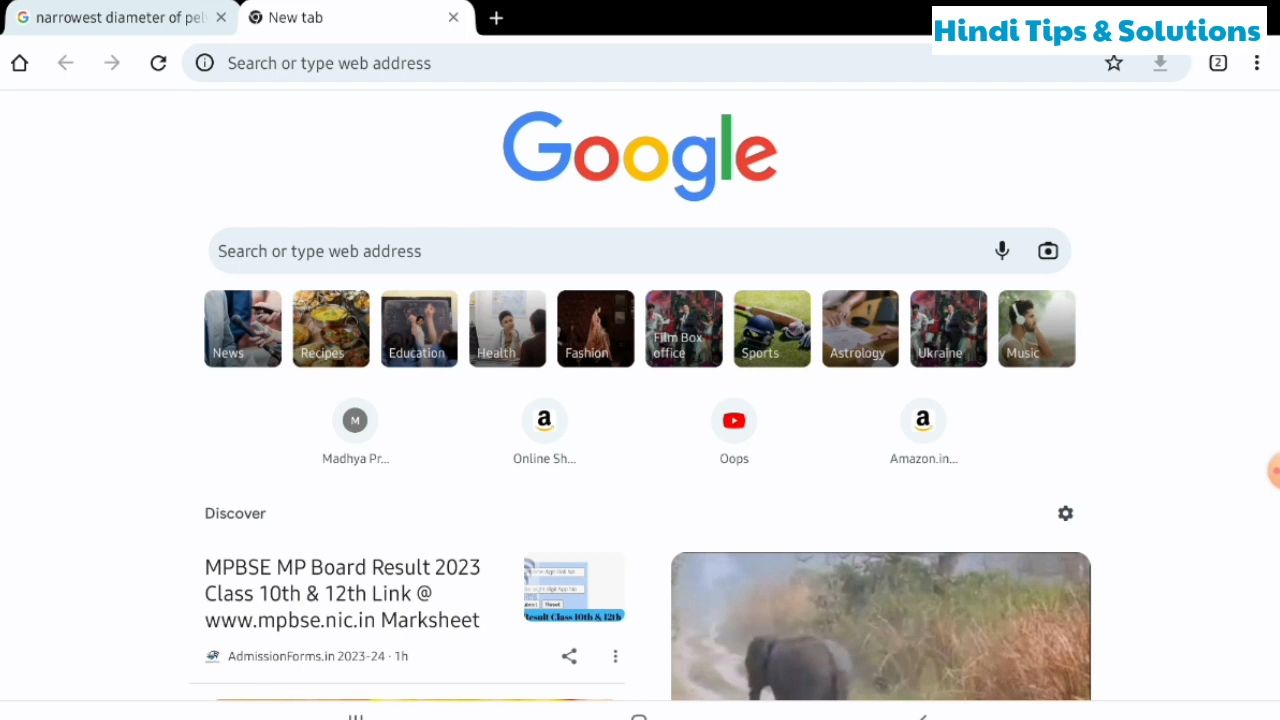 narrowest diameter of pel
New tab
Hindi Tips & Solutions
Search or type web address
2
Google
Search or type web address
News
Recipes
Education
Health
Fashion
Film Box
office
Sports
Astrology
Ukraine
Music
M
Madhya Pr...
Online Sh...
Oops
Amazon.in...
Discover
MPBSE MP Board Result 2023
Class 10th & 12th Link @
www.mpbse.nic.in Marksheet
Result Class 10th & 12th
AdmissionForms.in 2023-24 · 1h